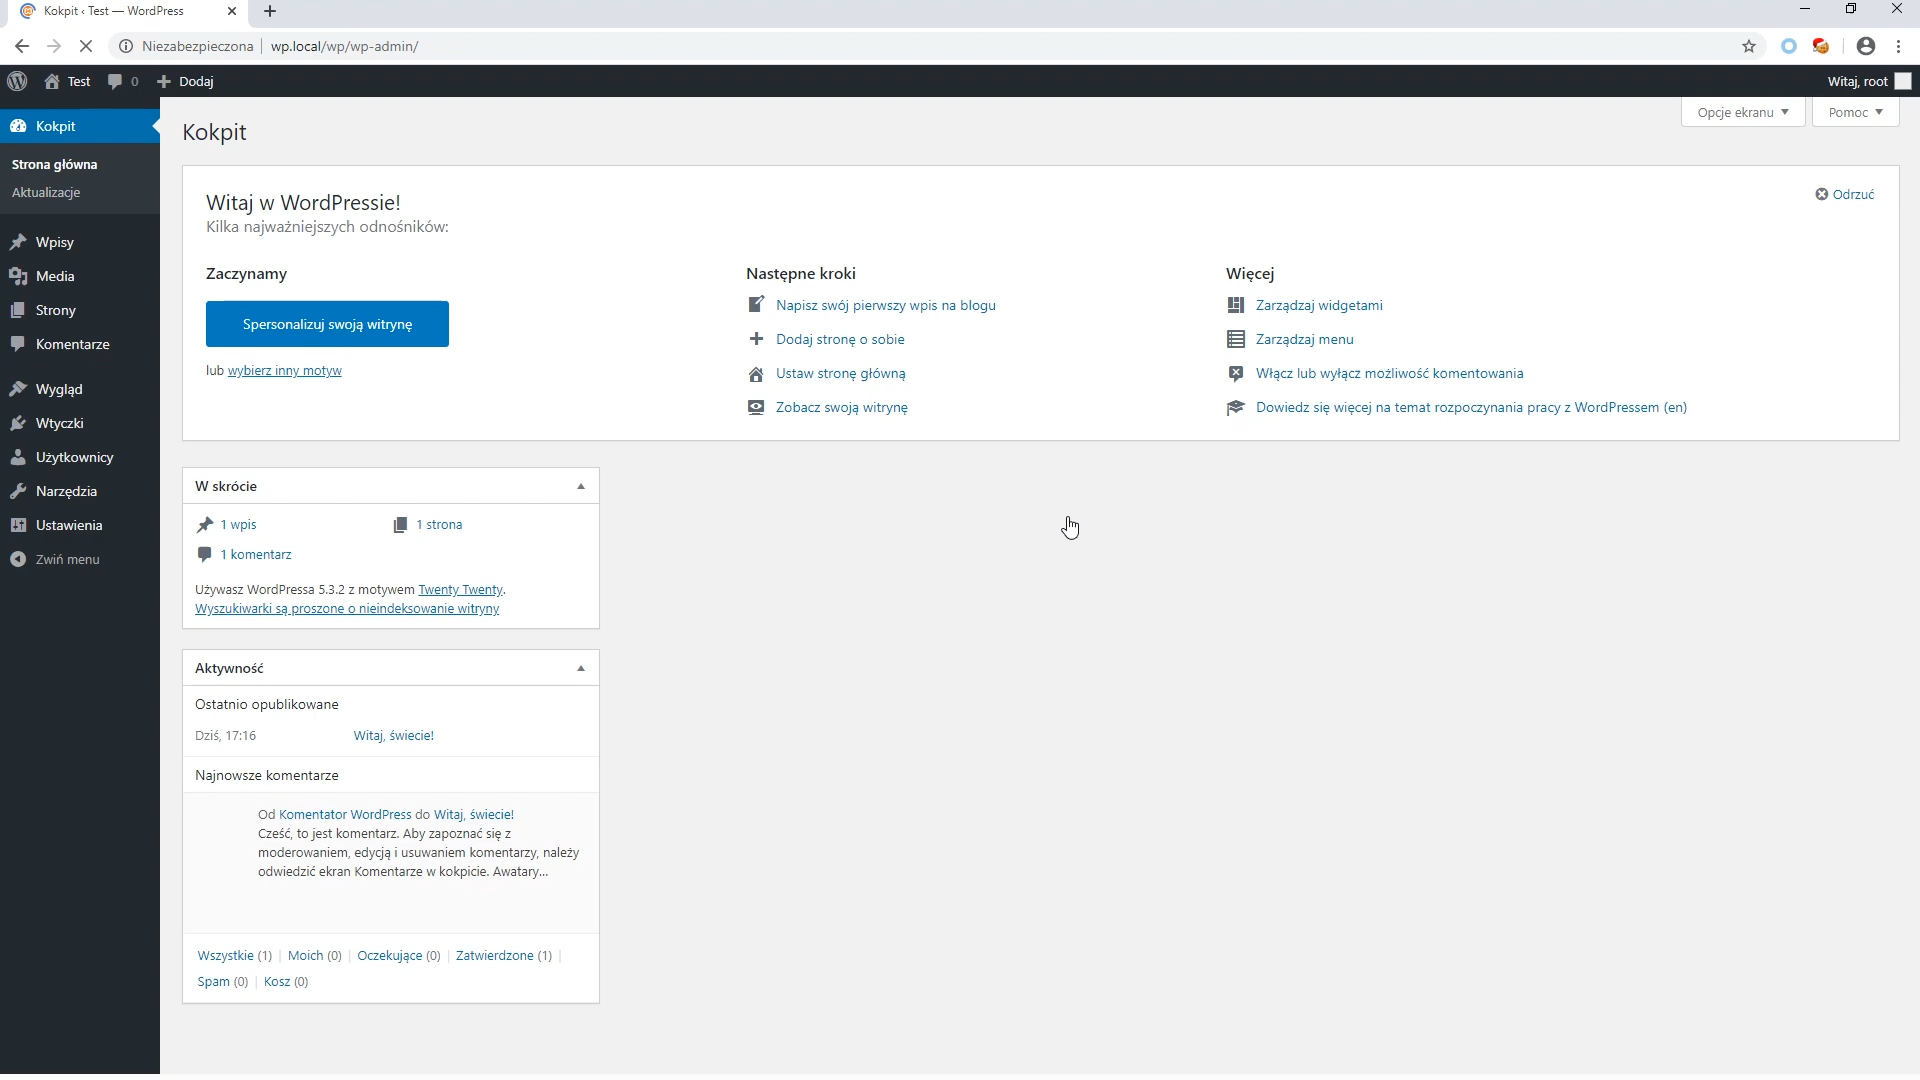 Kokpit ‹ Test — WordPress
Niezabezpieczona
wp.local/wp/wp-admin/
Test
0
Dodaj
Witaj, root
Kokpit
Strona główna
Aktualizacje
Wpisy
Media
Strony
Komentarze
Wygląd
Wtyczki
Użytkownicy
Narzędzia
Ustawienia
Zwiń menu
Kokpit
Opcje ekranu
Pomoc
Witaj w WordPressie!
Odrzuć
Kilka najważniejszych odnośników:
Zaczynamy
Spersonalizuj swoją witrynę
lub wybierz inny motyw
Następne kroki
Napisz swój pierwszy wpis na blogu
Dodaj stronę o sobie
Ustaw stronę główną
Zobacz swoją witrynę
Więcej
Zarządzaj widgetami
Zarządzaj menu
Włącz lub wyłącz możliwość komentowania
Dowiedz się więcej na temat rozpoczynania pracy z WordPressem (en)
W skrócie
1 wpis
1 strona
1 komentarz
Używasz WordPressa 5.3.2 z motywem Twenty Twenty.
Wyszukiwarki są proszone o nieindeksowanie witryny
Aktywność
Ostatnio opublikowane
Dziś, 17:16
Witaj, świecie!
Najnowsze komentarze
Od Komentator WordPress do Witaj, świecie!
Cześć, to jest komentarz. Aby zapoznać się z
moderowaniem, edycją i usuwaniem komentarzy, należy
odwiedzić ekran Komentarze w kokpicie. Awatary...
Wszystkie (1) | Moich (0) | Oczekujące (0) | Zatwierdzone (1) |
Spam (0) | Kosz (0)